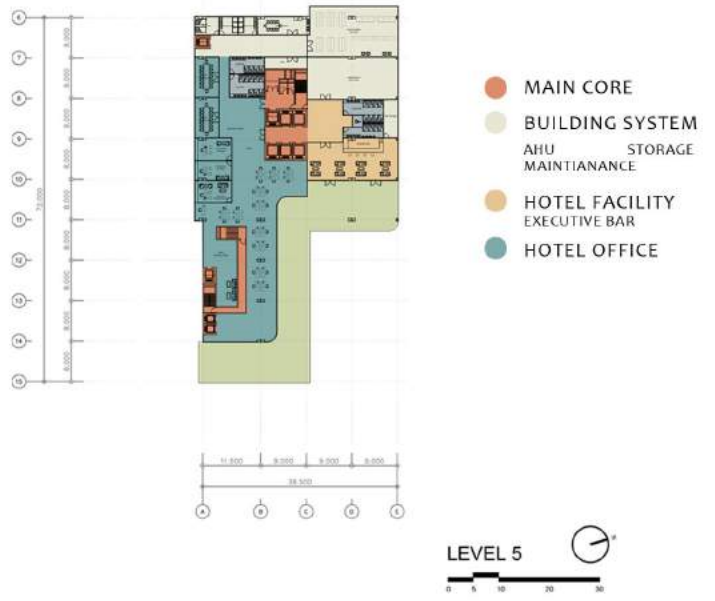 6
7
8
9
10
11
12
13
14
15
8.000
8.000
8.000
8.000
8.000
8.000
8.000
8.000
8.000
72.000
MAIN CORE
BUILDING SYSTEM
AHU STORAGE
MAINTIANANCE
HOTEL FACILITY
EXECUTIVE BAR
HOTEL OFFICE
11.500 9.000 9.000
38.500
A B C D E
LEVEL 5
0 5 10 20 30